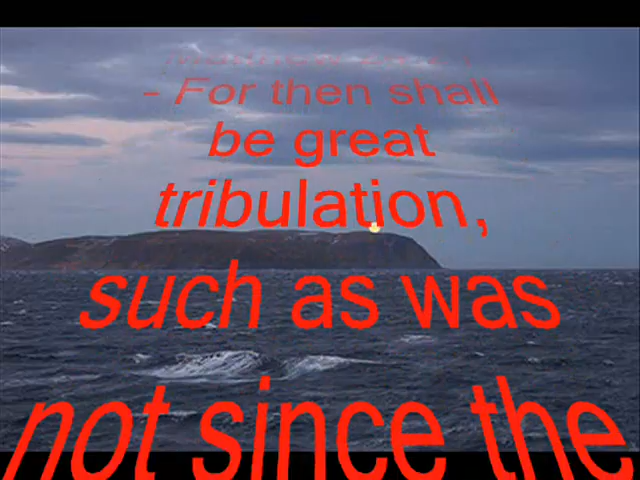 - For then shall
be great
tribulation,
such as was
not since the